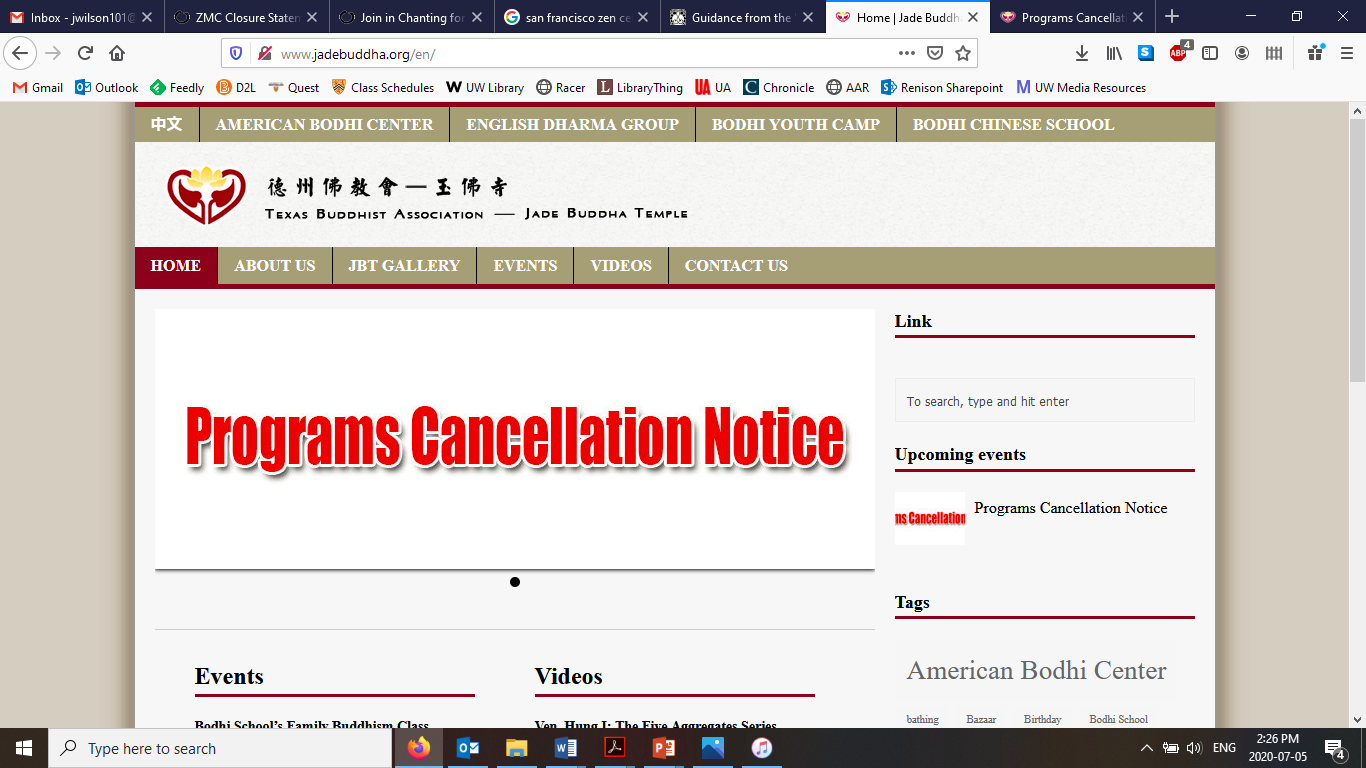 Inbox - jwilson101@
ZMC Closure Statem
Join in Chanting for
san francisco zen ce
Guidance from the
Home | Jade Buddha
Programs Cancellati
www.jadebuddha.org/en/
4
Gmail Outlook Feedly D2L Quest Class Schedules UW Library Racer LibraryThing UA Chronicle AAR Renison Sharepoint UW Media Resources
中文 AMERICAN BODHI CENTER ENGLISH DHARMA GROUP BODHI YOUTH CAMP BODHI CHINESE SCHOOL
德州佛教會—玉佛寺
Texas Buddhist Association — Jade Buddha Temple
HOME ABOUT US JBT GALLERY EVENTS VIDEOS CONTACT US
Programs Cancellation Notice
Link
To search, type and hit enter
Upcoming events
ms Cancellation
Programs Cancellation Notice
Tags
American Bodhi Center
bathing Bazaar Birthday Bodhi School
Events
Bodhi School's Family Buddhism Class
Videos
Ven. Hung I: The Five Aggregates Series
Type here to search
ENG
2:26 PM
2020-07-05
4